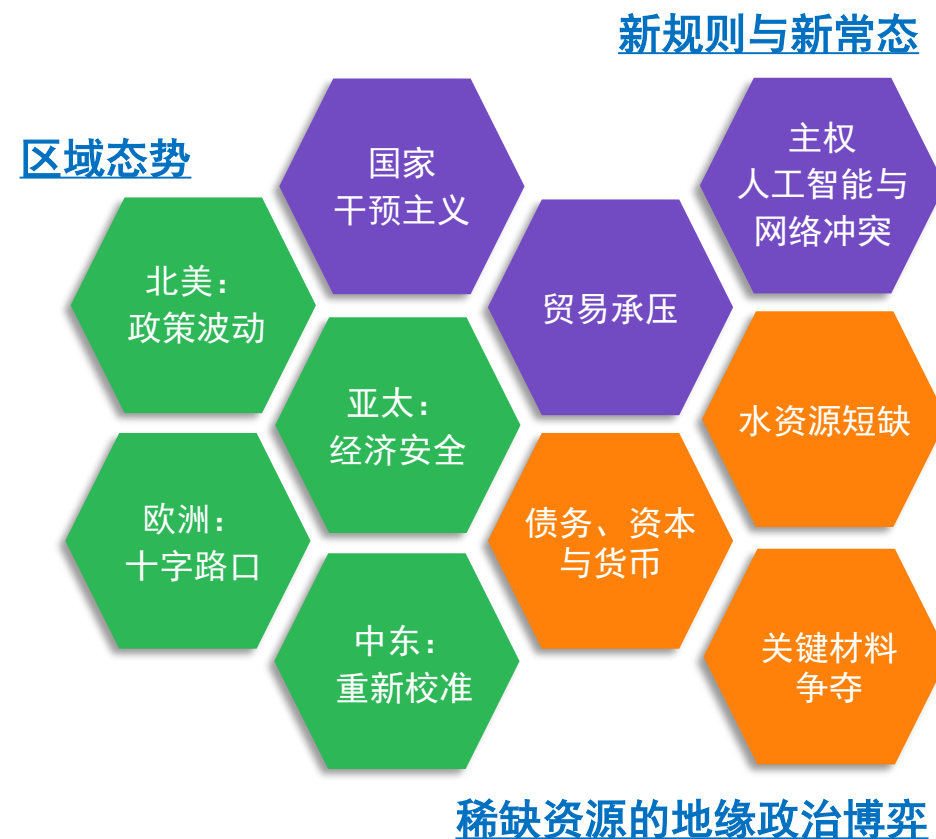 新规则与新常态
国家
干预主义
主权
人工智能与
网络冲突
贸易承压
区域态势
北美：
政策波动
亚太：
经济安全
欧洲：
十字路口
中东：
重新校准
水资源短缺
债务、资本
与货币
关键材料
争夺
稀缺资源的地缘政治博弈